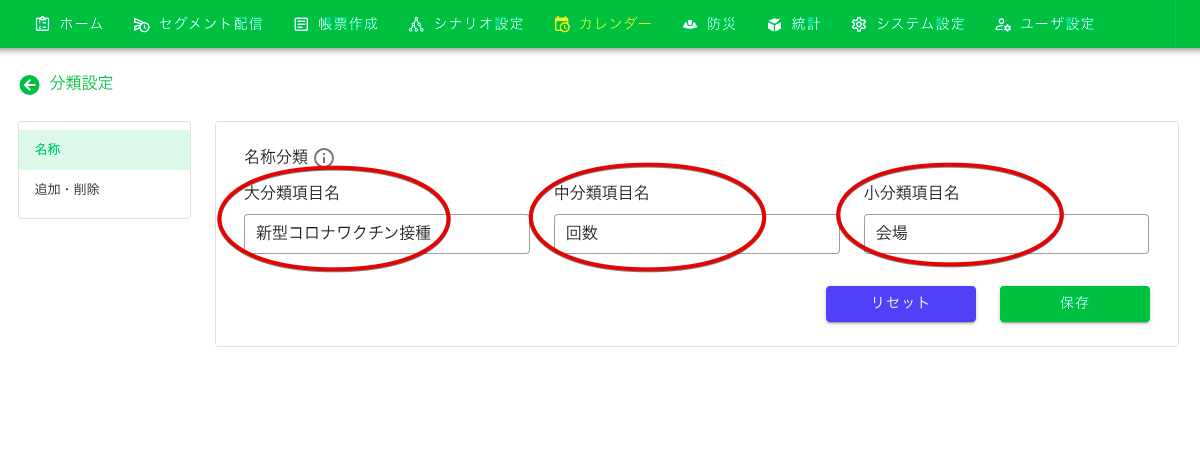 ホーム セグメント配信 帳票作成 シナリオ設定 カレンダー 防災 統計 システム設定 ユーザ設定
分類設定
名称
追加・削除
名称分類
大分類項目名 中分類項目名 小分類項目名
新型コロナワクチン接種 回数 会場
リセット 保存